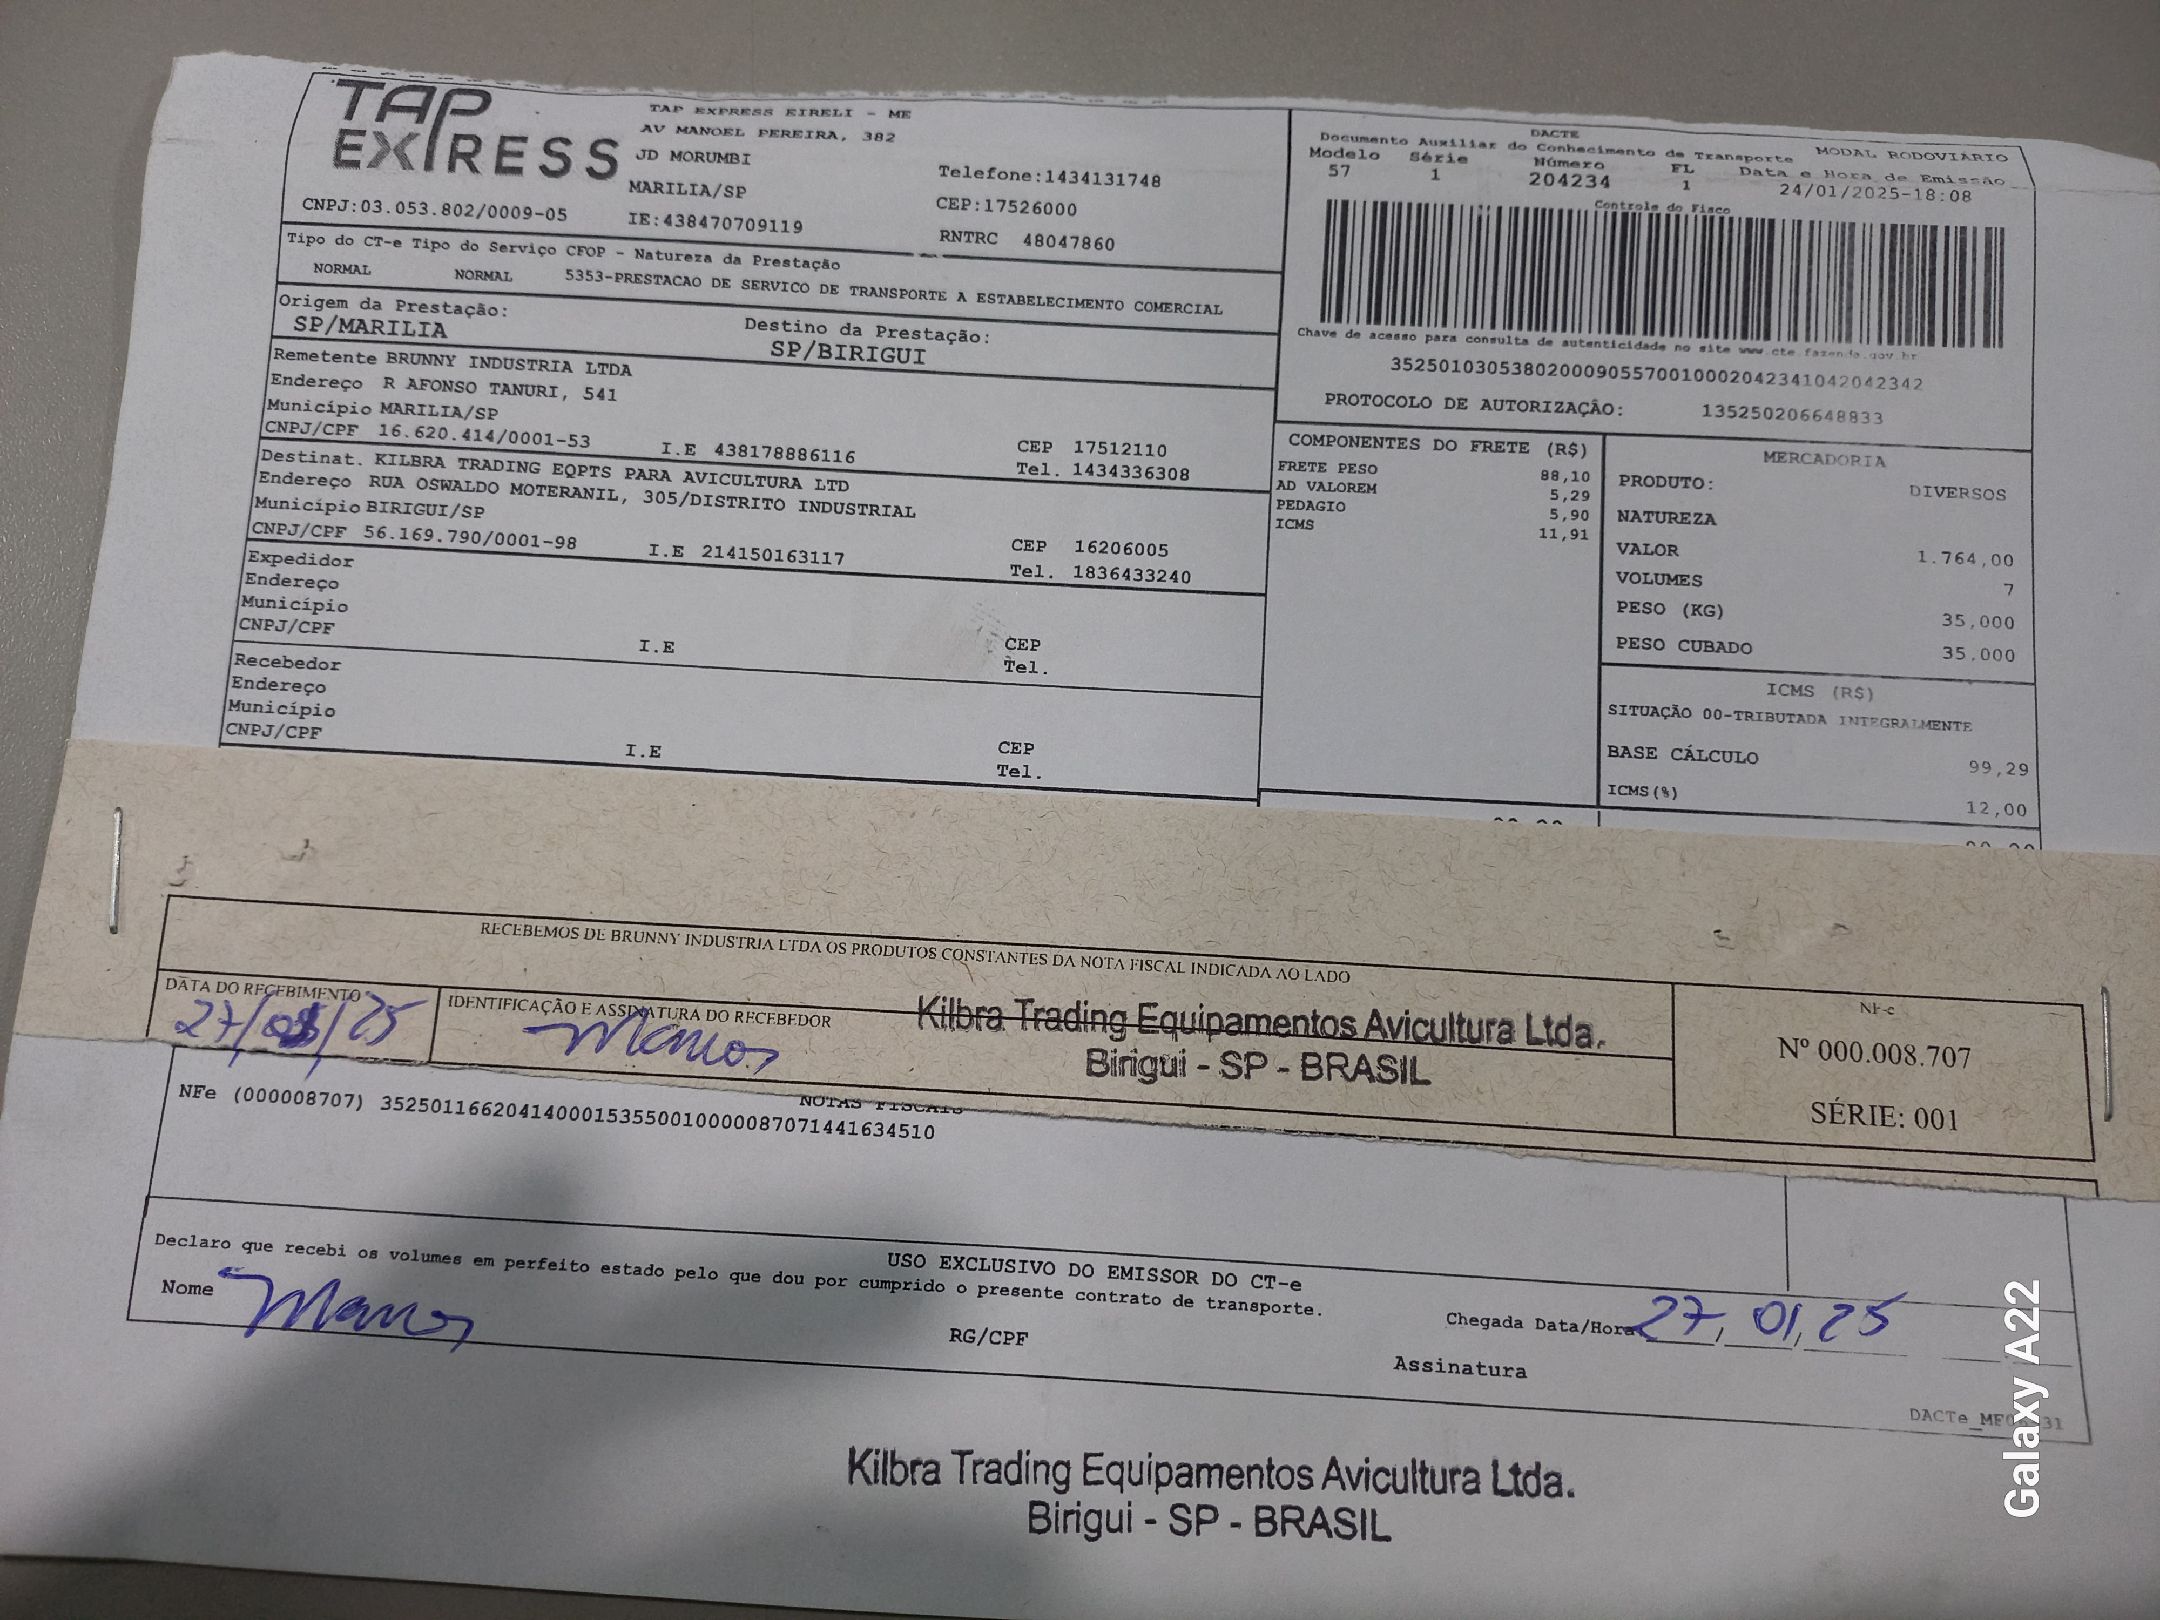 TAP EXPRESS
TAP EXPRESS EIRELI - ME
AV MANOEL PEREIRA, 382
JD MORUMBI
Telefone:1434131748
MARILIA/SP
CEP:17526000
CNPJ:03.053.802/0009-05
IE:438470709119
RNTRC 48047860
DACTE
Documento Auxiliar do Conhecimento de Transporte
MODAL RODOVIÁRIO
Modelo Série Número FL Data e Hora de Emissão
57 1 204234 1 24/01/2025-18:08
Controle do Fisco
Chave de acesso para consulta de autenticidade no site www.cte.fazenda.gov.br
35250103053802000905570010002042341042042342
PROTOCOLO DE AUTORIZAÇÃO: 135250206648833
Tipo do CT-e Tipo do Serviço CFOP - Natureza da Prestação
NORMAL NORMAL 5353-PRESTACAO DE SERVICO DE TRANSPORTE A ESTABELECIMENTO COMERCIAL
Origem da Prestação: Destino da Prestação:
SP/MARILIA SP/BIRIGUI
Remetente BRUNNY INDUSTRIA LTDA
Endereço R AFONSO TANURI, 541
Município MARILIA/SP CEP 17512110
CNPJ/CPF 16.620.414/0001-53 I.E 438178886116 Tel. 1434336308
Destinat. KILBRA TRADING EQPTS PARA AVICULTURA LTD
Endereço RUA OSWALDO MOTERANIL, 305/DISTRITO INDUSTRIAL
Município BIRIGUI/SP CEP 16206005
CNPJ/CPF 56.169.790/0001-98 I.E 214150163117 Tel. 1836433240
Expedidor
Endereço
Município CEP
CNPJ/CPF I.E Tel.
Recebedor
Endereço
Município CEP
CNPJ/CPF I.E Tel.
COMPONENTES DO FRETE (R$)
FRETE PESO 88,10
AD VALOREM 5,29
PEDAGIO 5,90
ICMS 11,91
MERCADORIA
PRODUTO: DIVERSOS
NATUREZA
VALOR 1.764,00
VOLUMES 7
PESO (KG) 35,000
PESO CUBADO 35.000
ICMS (R$)
SITUAÇÃO 00-TRIBUTADA INTEGRALMENTE
BASE CÁLCULO 99,29
ICMS(%) 12,00
RECEBEMOS DE BRUNNY INDUSTRIA LTDA OS PRODUTOS CONSTANTES DA NOTA FISCAL INDICADA AO LADO
DATA DO RECEBIMENTO
27/01/25
IDENTIFICAÇÃO E ASSINATURA DO RECEBEDOR
Kilbra Trading Equipamentos Avicultura Ltda.
Birigui - SP - BRASIL
NF-e
Nº 000.008.707
SÉRIE: 001
NOTAS FISCAIS
NFe (000008707) 35250116620414000153550010000087071441634510
USO EXCLUSIVO DO EMISSOR DO CT-e
Declaro que recebi os volumes em perfeito estado pelo que dou por cumprido o presente contrato de transporte.
Nome
RG/CPF
Chegada Data/Hora 27, 01, 25
Assinatura
Kilbra Trading Equipamentos Avicultura Ltda.
Birigui - SP - BRASIL
Galaxy A22